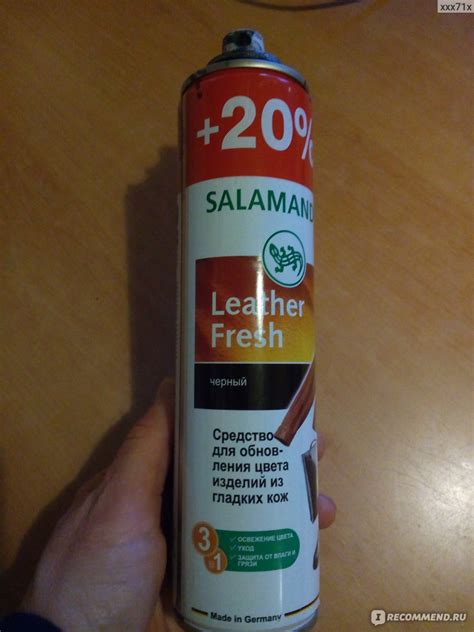 xxx71x
+20%
SALAMAND
Leather
Fresh
черный
Средство
для обнов-
ления цвета
изделий из
гладких кож
3 в 1
ОСВЕЖЕНИЕ ЦВЕТА
УХОД
ЗАЩИТА ОТ ВЛАГИ И
ГРЯЗИ
Made in Germany
I RECOMMEND.RU